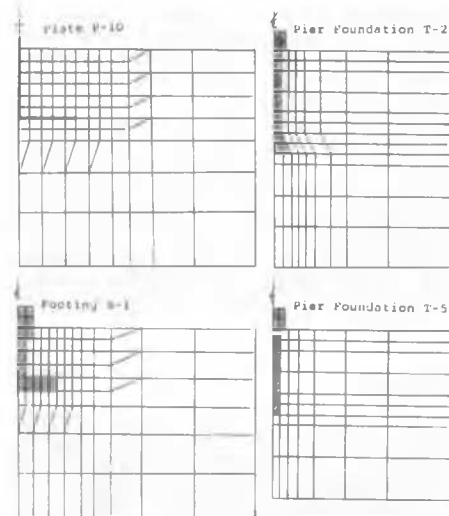 Plate P-10
Pier Foundation T-2
Footing S-1
Pier Foundation T-5